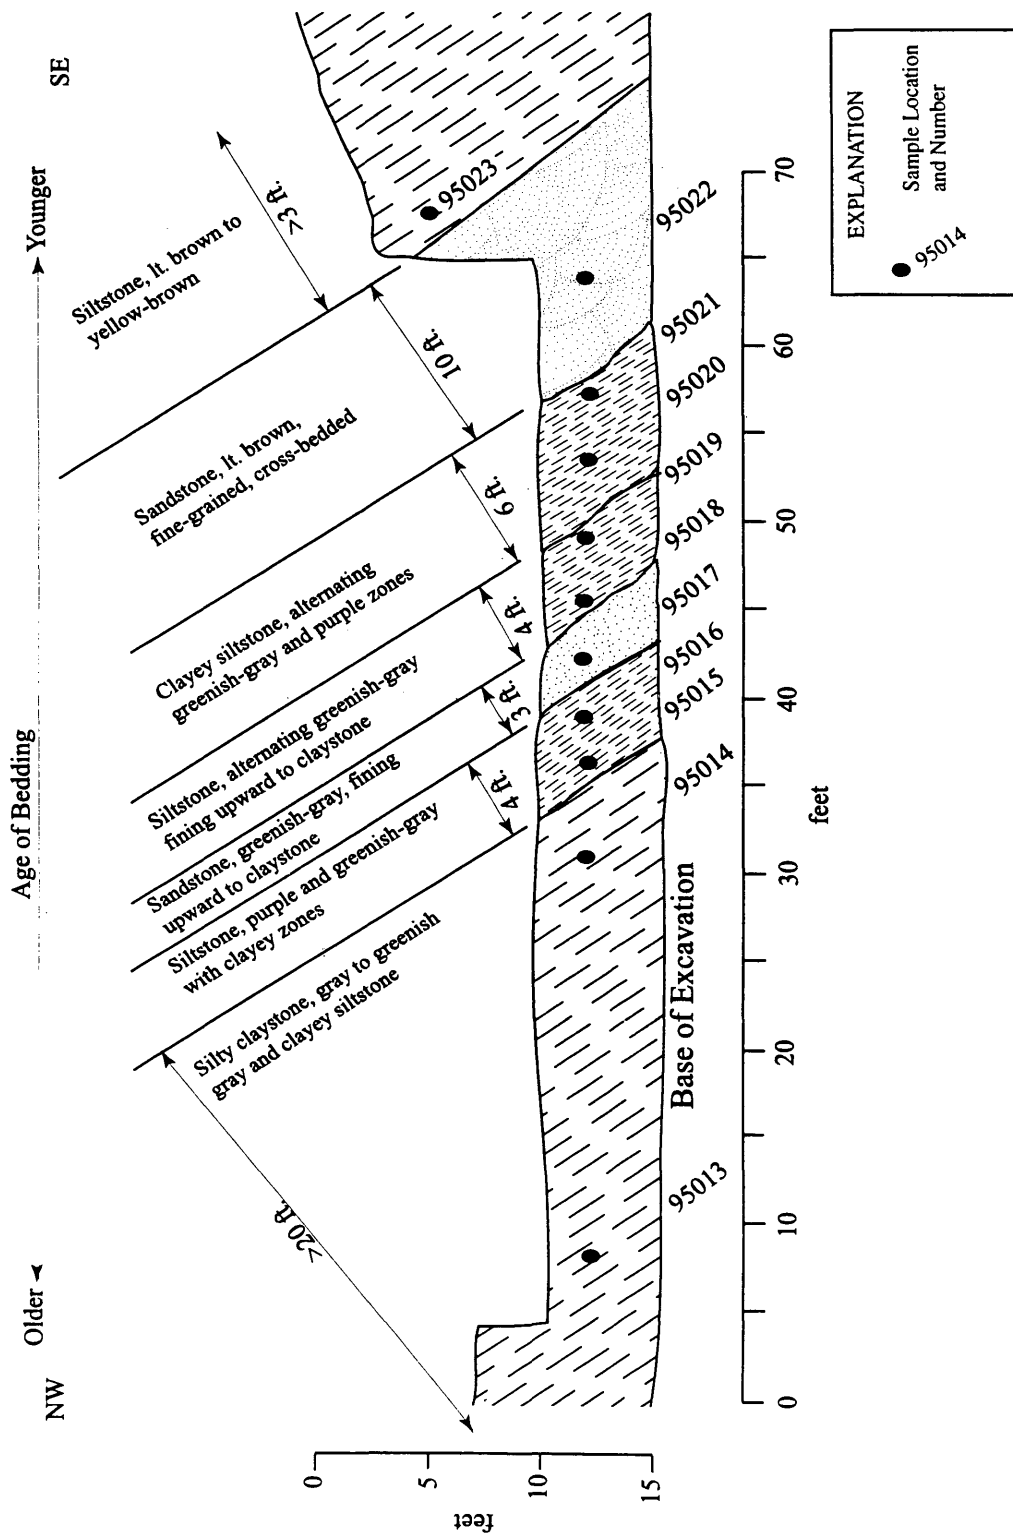 NW
Older
Age of Bedding
Younger
SE
>20 ft.
Silty claystone, gray to greenish
gray and clayey siltstone
4 ft.
Siltstone, purple and greenish-gray
with clayey zones
3 ft.
Sandstone, greenish-gray, fining
upward to claystone
4 ft.
Siltstone, alternating greenish-gray
fining upward to claystone
6 ft.
Clayey siltstone, alternating
greenish-gray and purple zones
10 ft.
Sandstone, lt. brown,
fine-grained, cross-bedded
>3 ft.
Siltstone, lt. brown to
yellow-brown
0
5
10
15
feet
95023
95013
Base of Excavation
95014
95015
95016
95017
95018
95019
95020
95021
95022
0
10
20
30
40
50
60
70
feet
EXPLANATION
95014
Sample Location
and Number